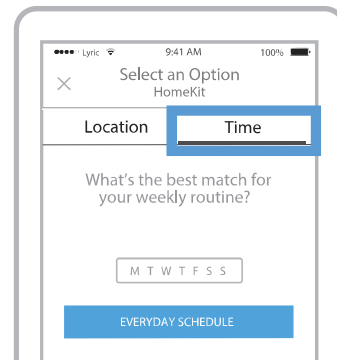 Lyric 9:41 AM 100%
Select an Option
HomeKit
Location Time
What's the best match for
your weekly routine?
M T W T F S S
EVERYDAY SCHEDULE